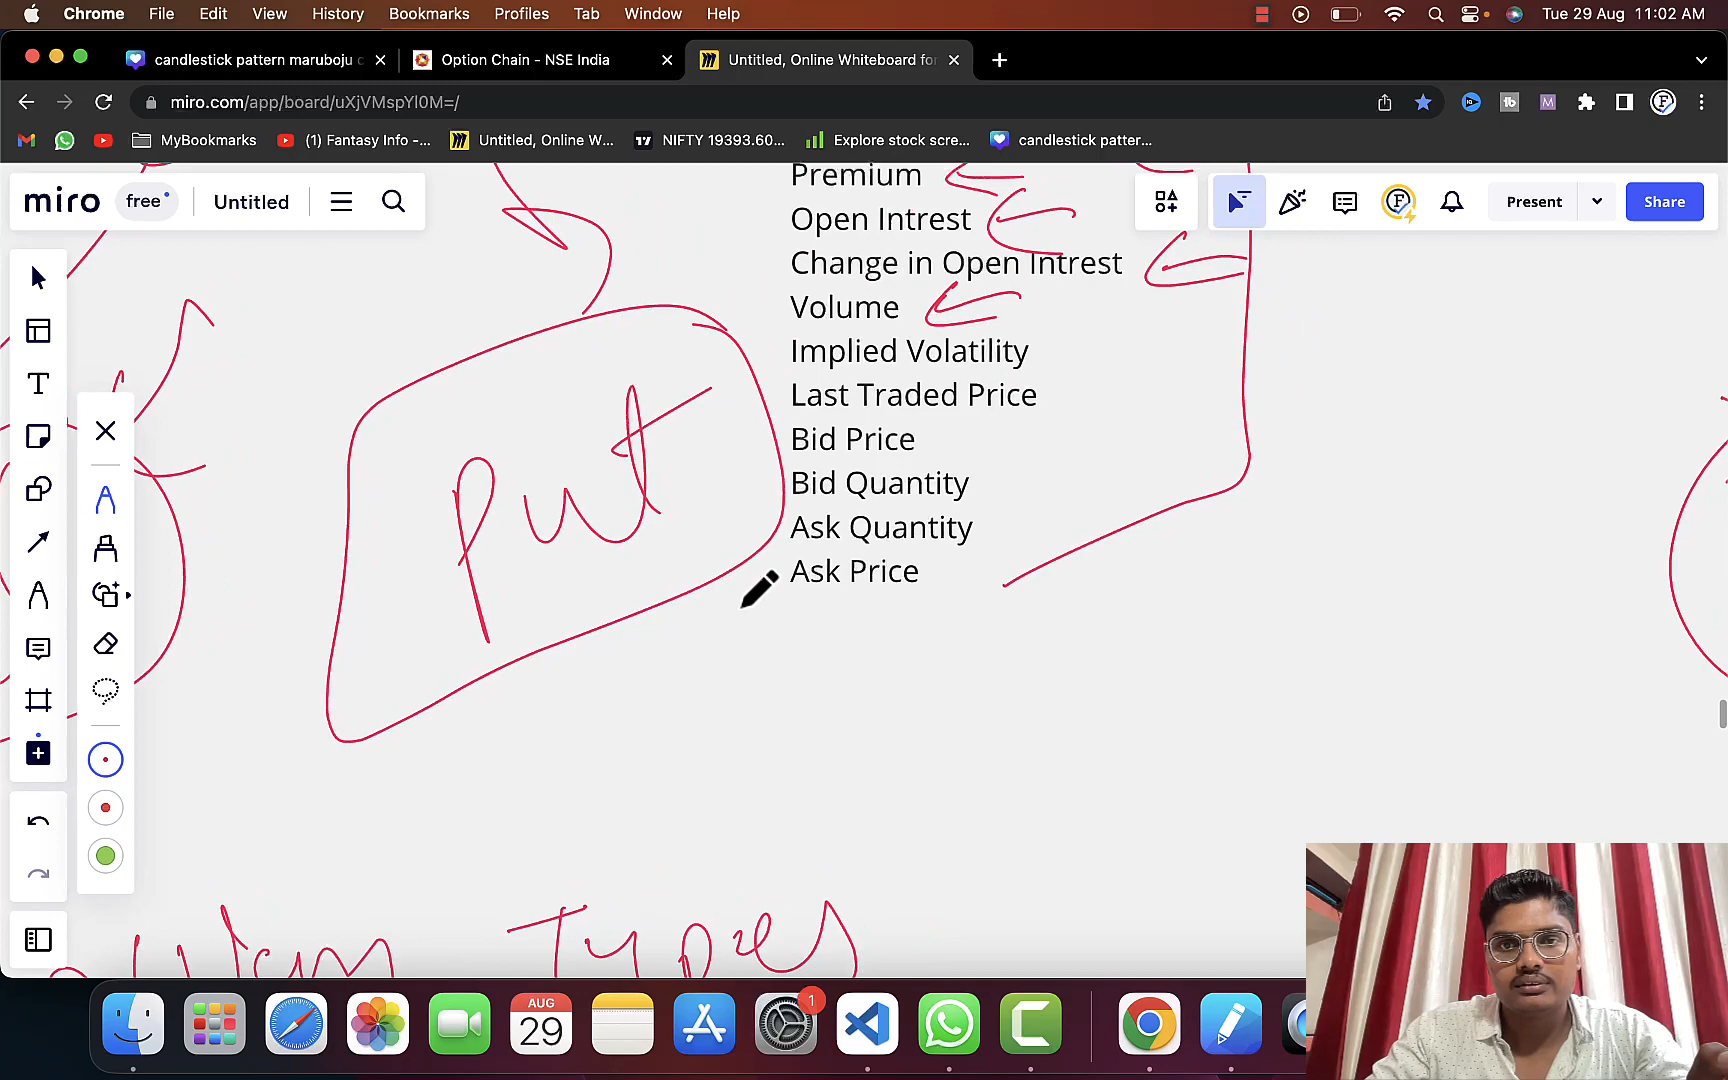 Chrome File Edit View History Bookmarks Profiles Tab Window Help Tue 29 Aug 11:02 AM
candlestick pattern maruboju c Option Chain - NSE India Untitled, Online Whiteboard for
miro.com/app/board/uXjVMspYl0M=/
MyBookmarks (1) Fantasy Info -... Untitled, Online W... NIFTY 19393.60... Explore stock scre... candlestick patter...
miro free Untitled Present Share
Premium
Open Intrest
Change in Open Intrest
Volume
Implied Volatility
Last Traded Price
Bid Price
Bid Quantity
Ask Quantity
Ask Price
put
Types
AUG
29
1